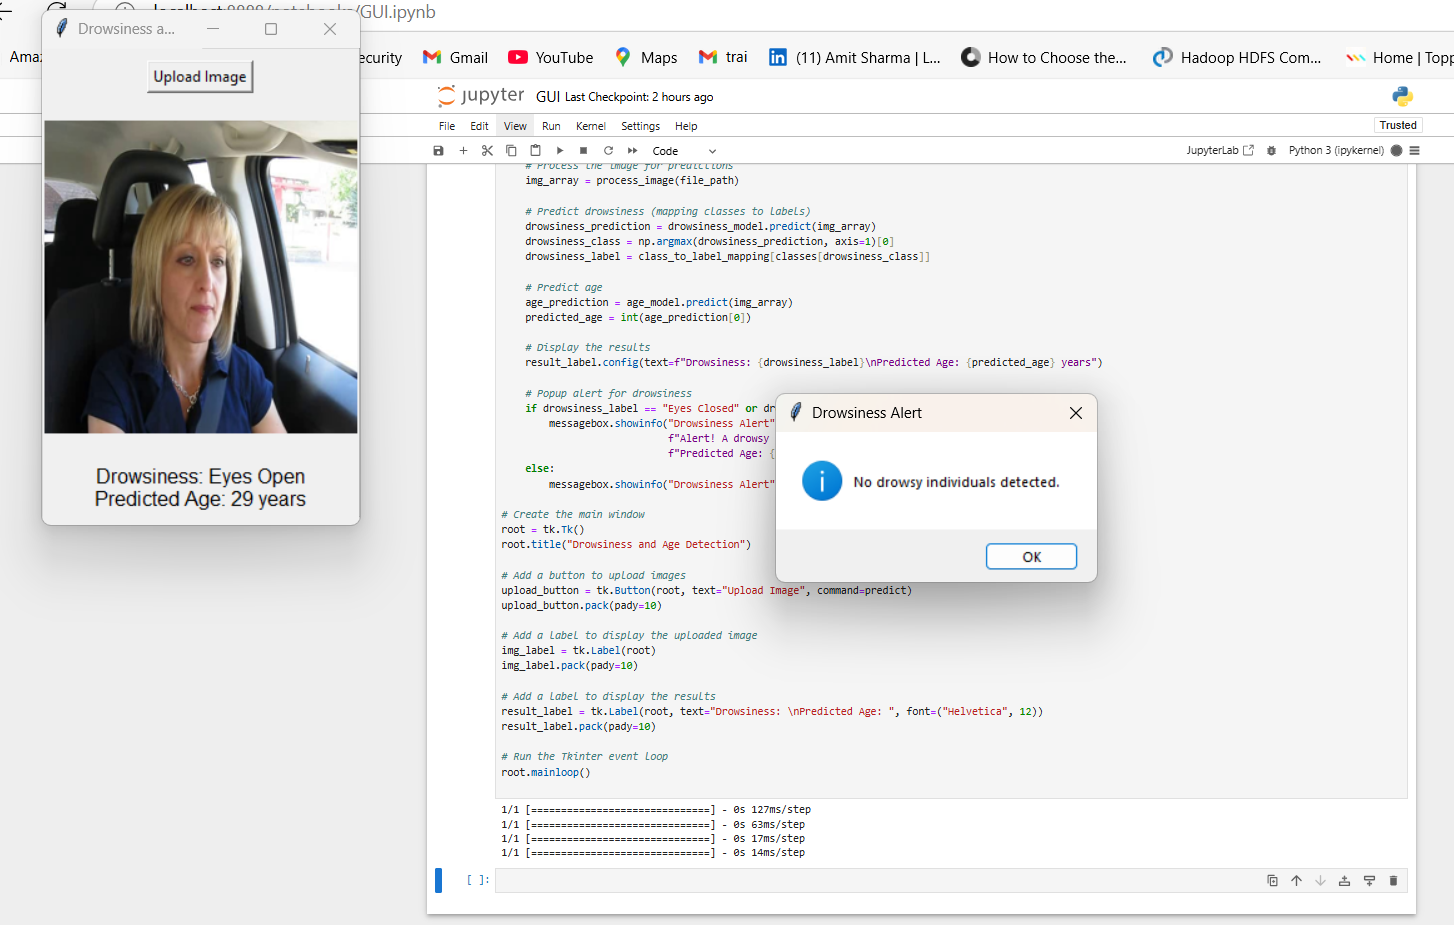 localhost:8888/notebooks/GUI.ipynb
Drowsiness a...
Upload Image
Drowsiness: Eyes Open
Predicted Age: 29 years
Gmail
YouTube
Maps
trai
(11) Amit Sharma | L...
How to Choose the...
Hadoop HDFS Com...
jupyter GUI Last Checkpoint: 2 hours ago
File Edit View Run Kernel Settings Help
Trusted
Code
JupyterLab
Python 3 (ipykernel)
# Process the image for predictions
img_array = process_image(file_path)
# Predict drowsiness (mapping classes to labels)
drowsiness_prediction = drowsiness_model.predict(img_array)
drowsiness_class = np.argmax(drowsiness_prediction, axis=1)[0]
drowsiness_label = class_to_label_mapping[classes[drowsiness_class]]
# Predict age
age_prediction = age_model.predict(img_array)
predicted_age = int(age_prediction[0])
# Display the results
result_label.config(text=f"Drowsiness: {drowsiness_label}\nPredicted Age: {predicted_age} years")
# Popup alert for drowsiness
if drowsiness_label == "Eyes Closed" or
messagebox.showinfo("Drowsiness Alert"
f"Alert! A drowsy
f"Predicted Age: {
else:
messagebox.showinfo("Drowsiness Alert"
# Create the main window
root = tk.Tk()
root.title("Drowsiness and Age Detection")
# Add a button to upload images
upload_button = tk.Button(root, text="Upload Image", command=predict)
upload_button.pack(pady=10)
# Add a label to display the uploaded image
img_label = tk.Label(root)
img_label.pack(pady=10)
# Add a label to display the results
result_label = tk.Label(root, text="Drowsiness: \nPredicted Age: ", font=("Helvetica", 12))
result_label.pack(pady=10)
# Run the Tkinter event loop
root.mainloop()
1/1 [==============================] - 0s 127ms/step
1/1 [==============================] - 0s 63ms/step
1/1 [==============================] - 0s 17ms/step
1/1 [==============================] - 0s 14ms/step
[ ]:
Drowsiness Alert
No drowsy individuals detected.
OK